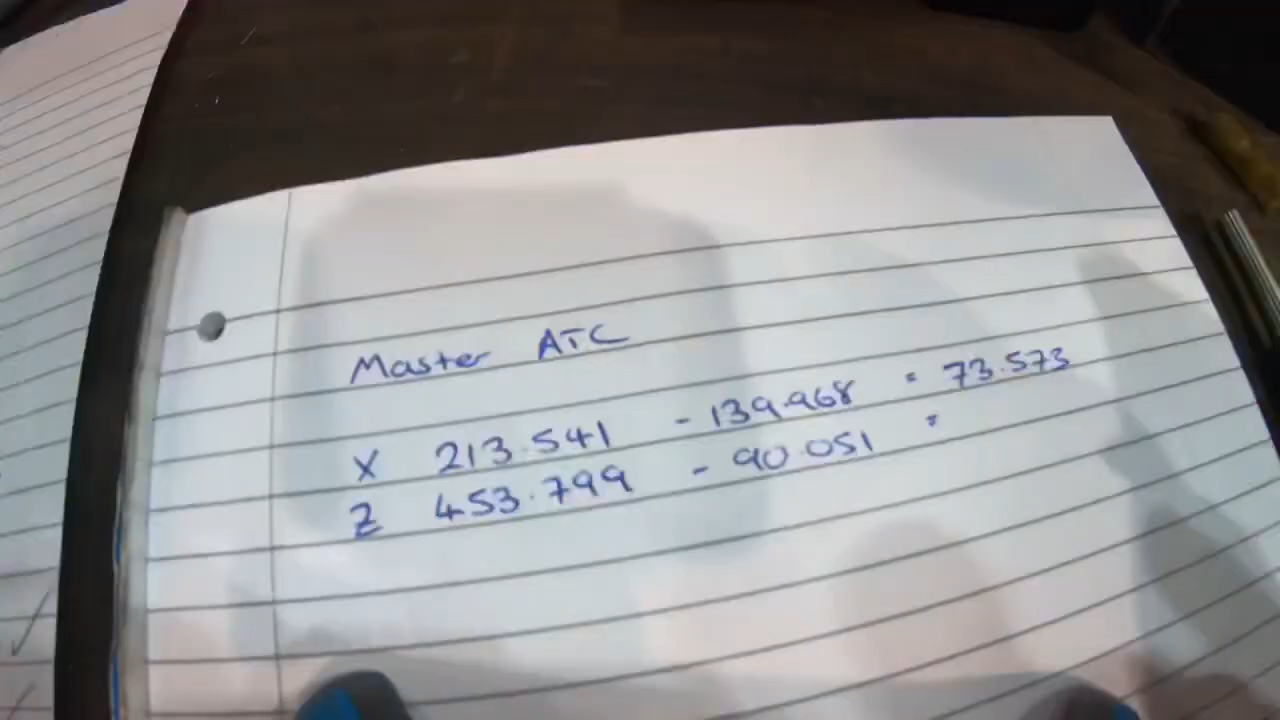 Master ATC
X 213.541 - 139.968 = 73.573
Z 453.799 - 90.051 =